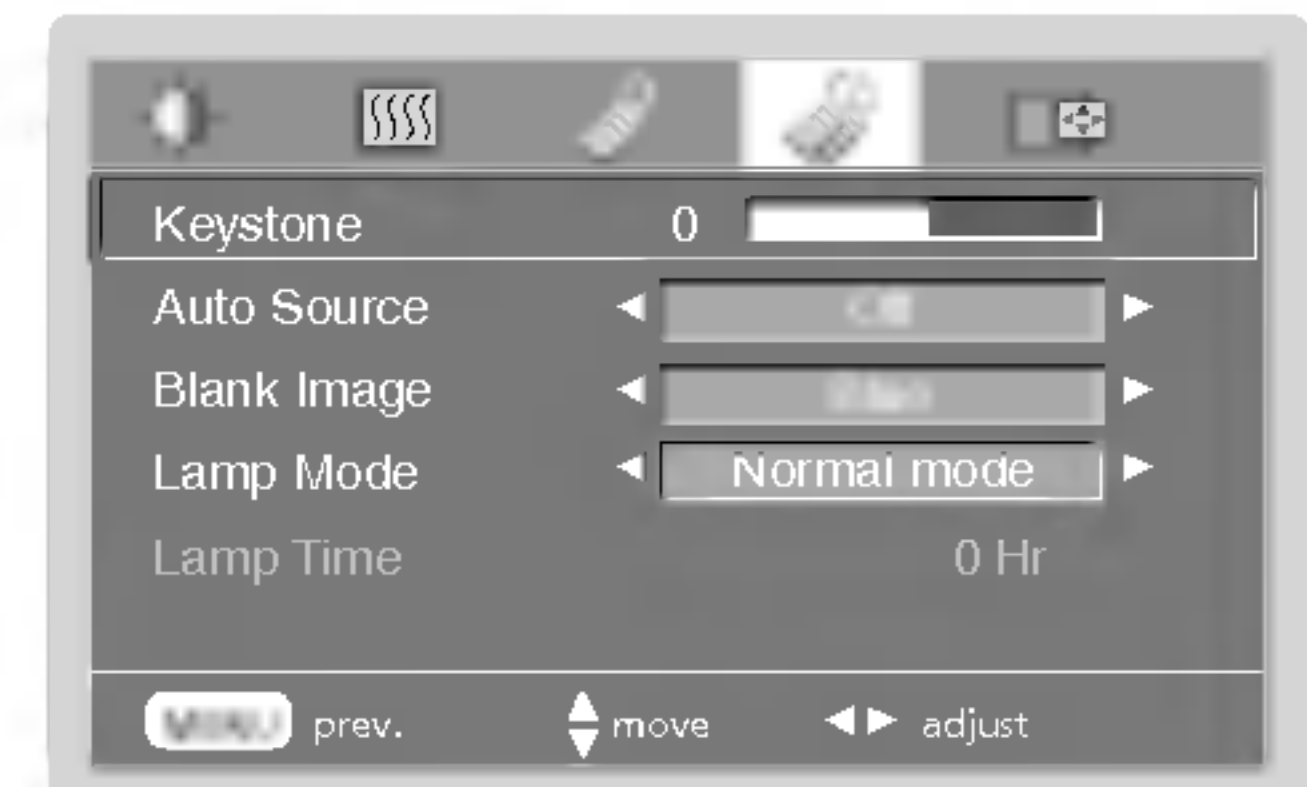 Keystone 0
Auto Source
Blank Image
Lamp Mode Normal mode
Lamp Time 0 Hr
prev. move adjust